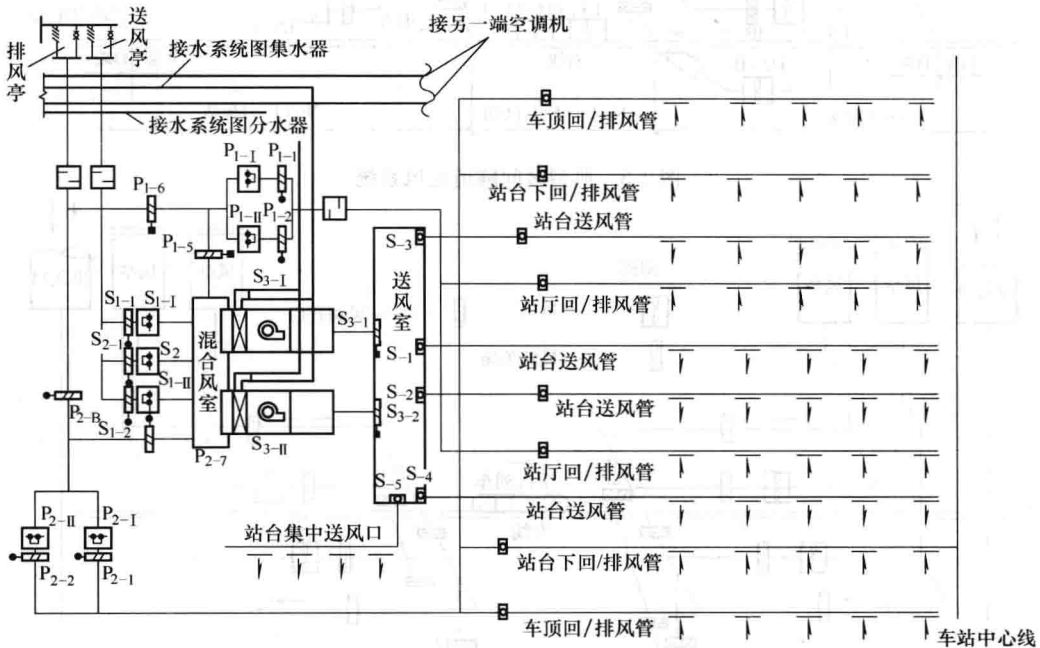 排风亭
送风亭
接另一端空调机
接水系统图集水器
接水系统图分水器
P1-6
P1-Ⅰ
P1-1
P1-Ⅱ
P1-2
P1-5
S3-Ⅰ
S1-1
S1-Ⅰ
S2-1
S2
S1-Ⅱ
S1-2
混合风室
S3-1
S-3
送风室
S-1
S-2
S3-2
S3-Ⅱ
P2-B
P2-7
S-5
S-4
P2-Ⅱ
P2-Ⅰ
P2-2
P2-1
站台集中送风口
车顶回/排风管
站台下回/排风管
站台送风管
站厅回/排风管
站台送风管
站台送风管
站厅回/排风管
站台送风管
站台下回/排风管
车顶回/排风管
车站中心线